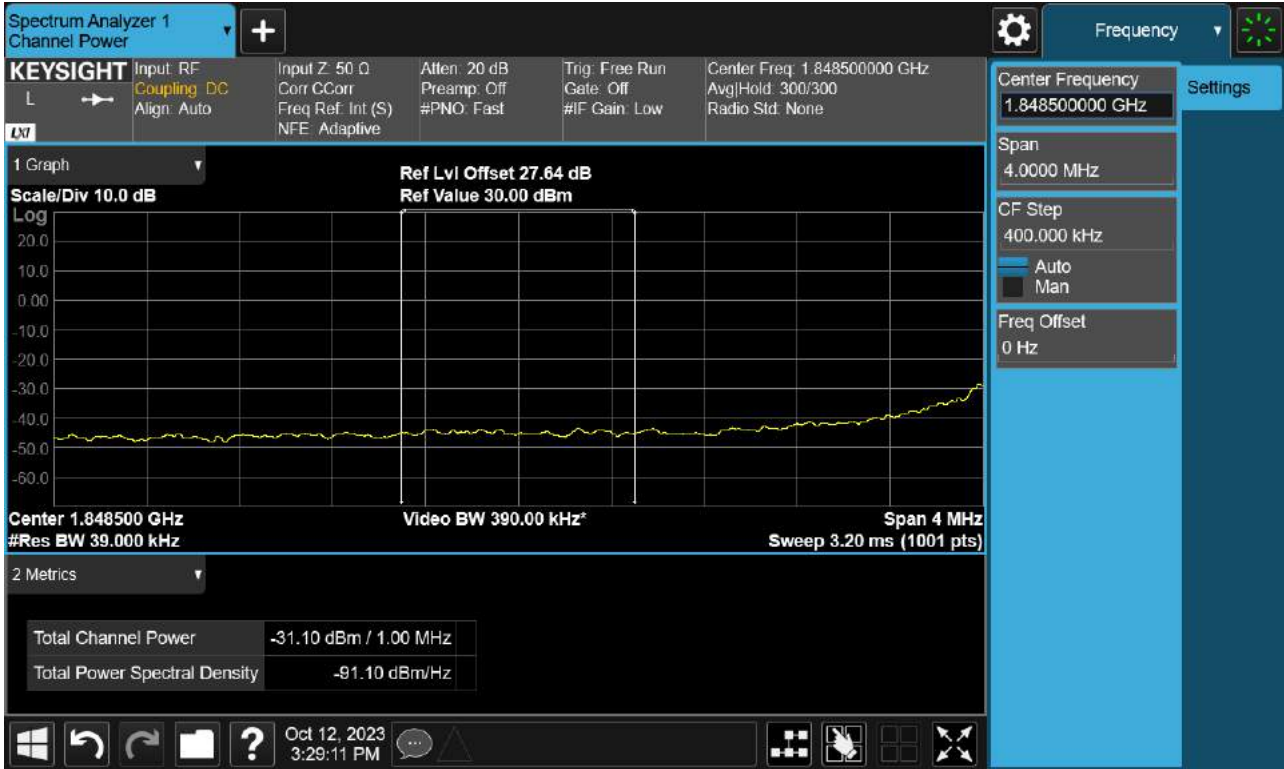 Spectrum Analyzer 1
Channel Power
+
Frequency
KEYSIGHT
L
LXI
Input: RF
Coupling: DC
Align: Auto
Input Z: 50 Ω
Corr CCorr
Freq Ref: Int (S)
NFE: Adaptive
Atten: 20 dB
Preamp: Off
#PNO: Fast
Trig: Free Run
Gate: Off
#IF Gain: Low
Center Freq: 1.848500000 GHz
Avg|Hold: 300/300
Radio Std: None
Center Frequency
1.848500000 GHz
Settings
Span
4.0000 MHz
CF Step
400.000 kHz
Auto
Man
Freq Offset
0 Hz
1 Graph
Scale/Div 10.0 dB
Ref Lvl Offset 27.64 dB
Ref Value 30.00 dBm
Log
20.0
10.0
0.00
-10.0
-20.0
-30.0
-40.0
-50.0
-60.0
Center 1.848500 GHz
Video BW 390.00 kHz*
Span 4 MHz
#Res BW 39.000 kHz
Sweep 3.20 ms (1001 pts)
2 Metrics
Total Channel Power -31.10 dBm / 1.00 MHz
Total Power Spectral Density -91.10 dBm/Hz
?
Oct 12, 2023
3:29:11 PM